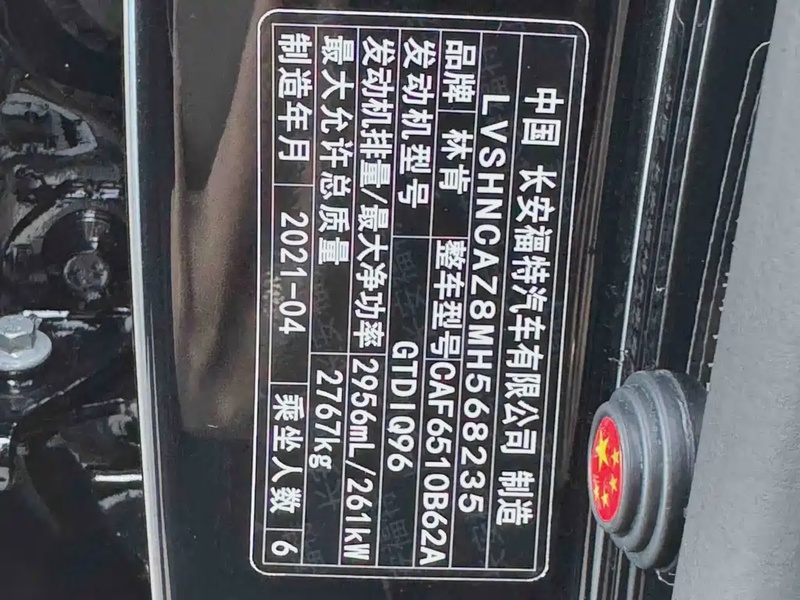 中国 长安福特汽车有限公司 制造
LVSHNCAZ8MH568235
品牌 林肯 整车型号 CAF6510B62A
发动机型号 GTDIQ96
发动机排量/最大净功率 2956mL/261kW
最大允许总质量 2767kg
制造年月 2021-04 乘坐人数 6